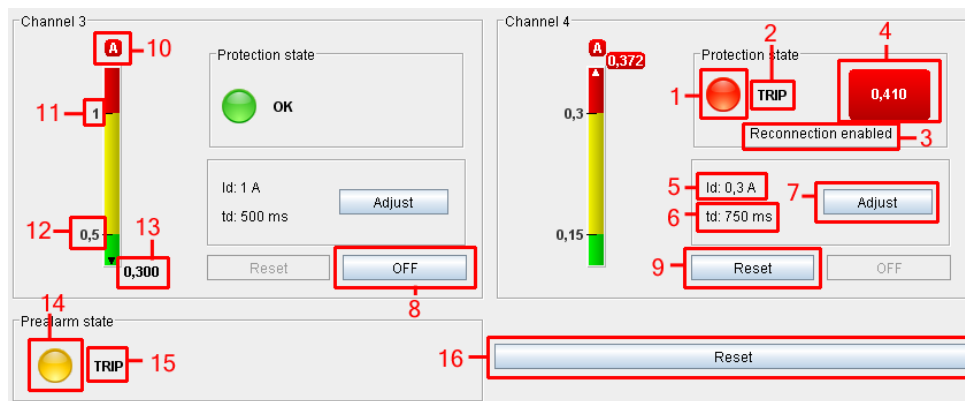 Channel 3
A
10
11
1
12
0,5
13
0,300
Protection state
OK
Id: 1 A
td: 500 ms
Adjust
Reset
OFF
8
Channel 4
A
0,372
0,3
0,15
2
4
Protection state
1
TRIP
0,410
Reconnection enabled
3
5
Id: 0,3 A
6
td: 750 ms
7
Adjust
9
Reset
OFF
14
Prealarm state
TRIP
15
16
Reset